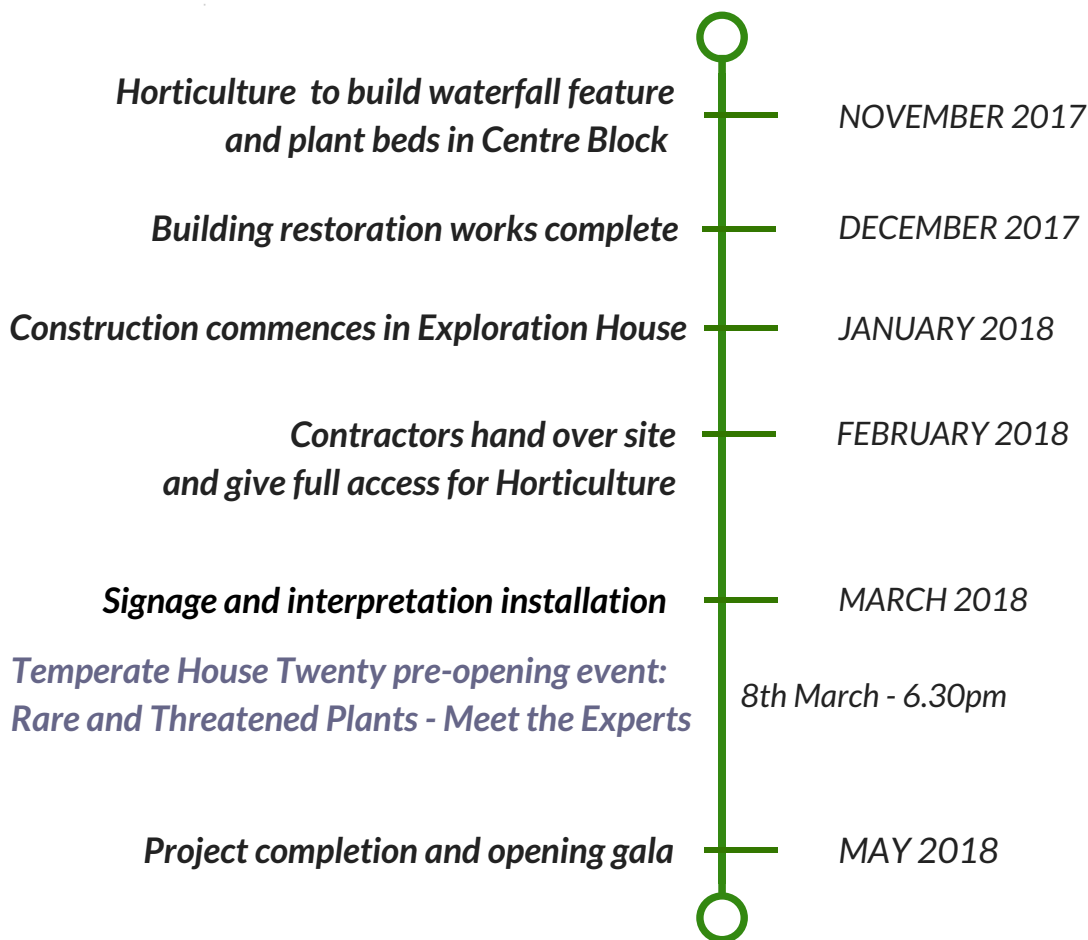 Horticulture to build waterfall feature
and plant beds in Centre Block
NOVEMBER 2017
Building restoration works complete
DECEMBER 2017
Construction commences in Exploration House
JANUARY 2018
Contractors hand over site
and give full access for Horticulture
FEBRUARY 2018
Signage and interpretation installation
MARCH 2018
Temperate House Twenty pre-opening event:
Rare and Threatened Plants - Meet the Experts
8th March - 6.30pm
Project completion and opening gala
MAY 2018